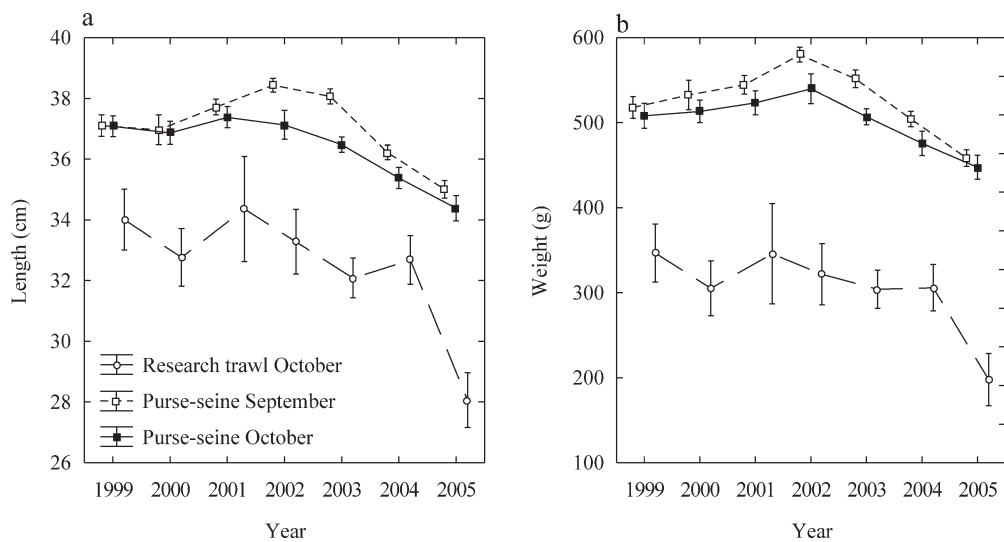 a
40
38
36
34
32
30
28
26
Length (cm)
Research trawl October
Purse-seine September
Purse-seine October
1999 2000 2001 2002 2003 2004 2005
Year
b
600
500
400
300
200
100
Weight (g)
1999 2000 2001 2002 2003 2004 2005
Year